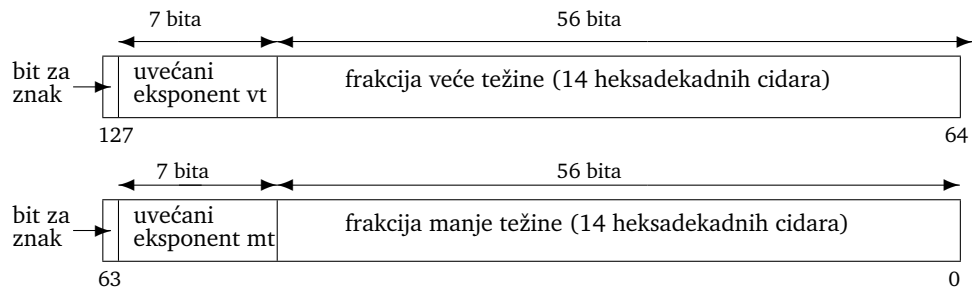 7 bita 56 bita
bit za
znak
uvećani
eksponent vt
frakcija veće težine (14 heksadekadnih cidara)
127 64
7 bita 56 bita
bit za
znak
uvećani
eksponent mt
frakcija manje težine (14 heksadekadnih cidara)
63 0